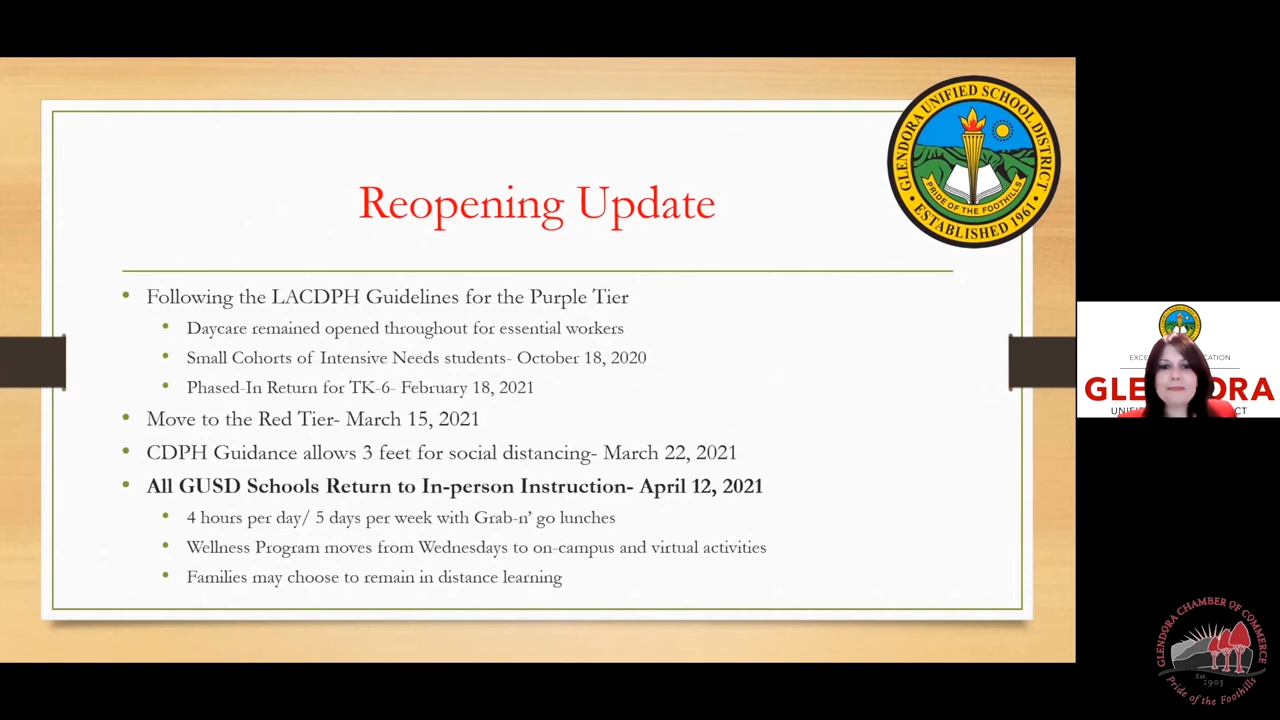 GLENDORA UNIFIED SCHOOL DISTRICT
PRIDE OF THE FOOTHILLS
ESTABLISHED 1961
Reopening Update
Following the LACDPH Guidelines for the Purple Tier
Daycare remained opened throughout for essential workers
Small Cohorts of Intensive Needs students- October 18, 2020
Phased-In Return for TK-6- February 18, 2021
Move to the Red Tier- March 15, 2021
CDPH Guidance allows 3 feet for social distancing- March 22, 2021
All GUSD Schools Return to In-person Instruction- April 12, 2021
4 hours per day/ 5 days per week with Grab-n’ go lunches
Wellness Program moves from Wednesdays to on-campus and virtual activities
Families may choose to remain in distance learning
GLENDORA CHAMBER OF COMMERCE
Est.
1903
Pride of the Foothills